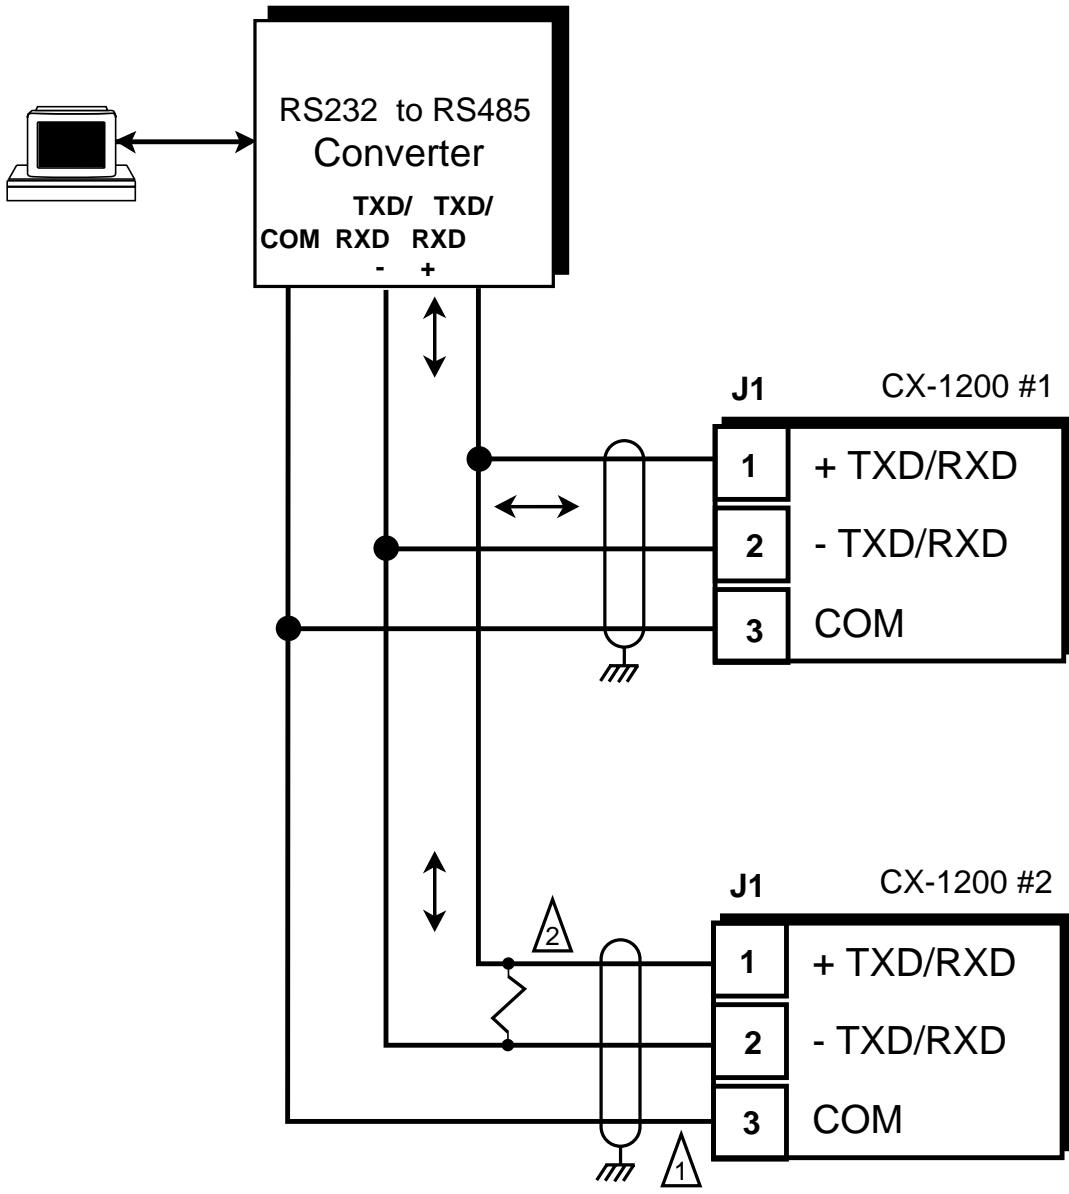 RS232 to RS485
Converter
TXD/ TXD/
COM RXD RXD
- +
J1 CX-1200 #1
1 + TXD/RXD
2 - TXD/RXD
3 COM
J1 CX-1200 #2
2
1 + TXD/RXD
2 - TXD/RXD
3 COM
1